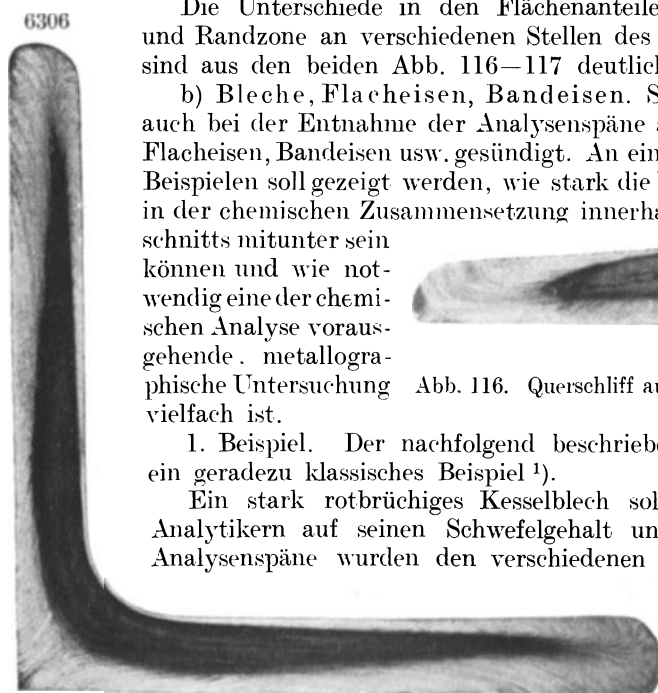 6306
Die Unterschiede in den Flächenanteile
und Randzone an verschiedenen Stellen des
sind aus den beiden Abb. 116—117 deutlich
b) Bleche, Flacheisen, Bandeisen. S
auch bei der Entnahme der Analysenspäne
Flacheisen, Bandeisen usw. gesündigt. An ein
Beispielen soll gezeigt werden, wie stark die
in der chemischen Zusammensetzung innerha
schnitts mitunter sein
können und wie not-
wendig eine der chemi-
schen Analyse voraus-
gehende. metallogra-
phische Untersuchung
vielfach ist.
Abb. 116. Querschliff au
1. Beispiel. Der nachfolgend beschriebe
ein geradezu klassisches Beispiel ¹).
Ein stark rotbrüchiges Kesselblech sol
Analytikern auf seinen Schwefelgehalt un
Analysenspäne wurden den verschiedenen